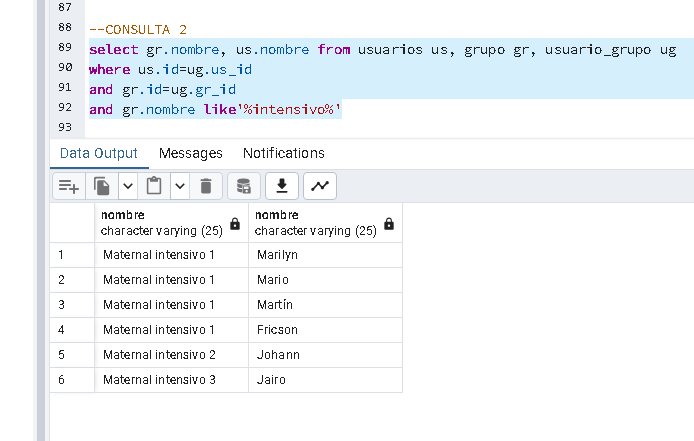 87
88 --CONSULTA 2
89 select gr.nombre, us.nombre from usuarios us, grupo gr, usuario_grupo ug
90 where us.id=ug.us_id
91 and gr.id=ug.gr_id
92 and gr.nombre like'%intensivo%'
93
Data Output Messages Notifications
nombre nombre
character varying (25) character varying (25)
1 Maternal intensivo 1 Marilyn
2 Maternal intensivo 1 Mario
3 Maternal intensivo 1 Martín
4 Maternal intensivo 1 Fricson
5 Maternal intensivo 2 Johann
6 Maternal intensivo 3 Jairo